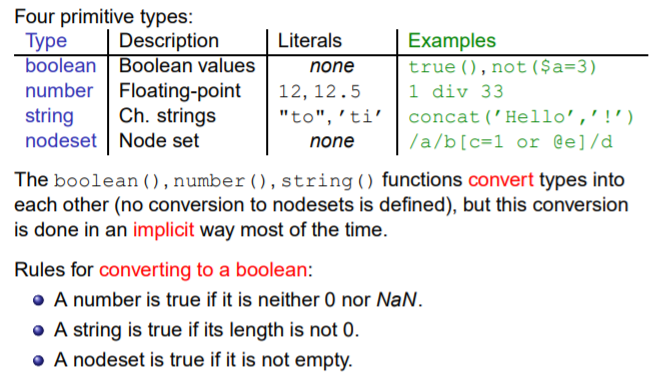 Four primitive types:
Type Description Literals Examples
boolean Boolean values none true(),not($a=3)
number Floating-point 12,12.5 1 div 33
string Ch. strings "to",’ti’ concat(’Hello’,’!’)
nodeset Node set none /a/b[c=1 or @e]/d
The boolean(),number(),string() functions convert types into
each other (no conversion to nodesets is defined), but this conversion
is done in an implicit way most of the time.
Rules for converting to a boolean:
A number is true if it is neither 0 nor NaN.
A string is true if its length is not 0.
A nodeset is true if it is not empty.